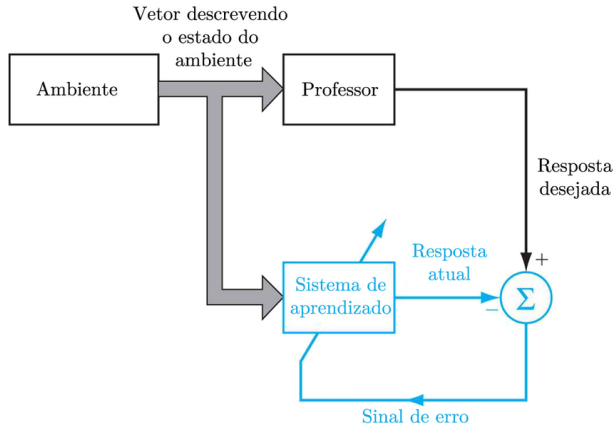 Vetor descrevendo
o estado do
ambiente
Ambiente
Professor
Resposta
desejada
+
Resposta
atual
Sistema de
aprendizado
−
Σ
Sinal de erro